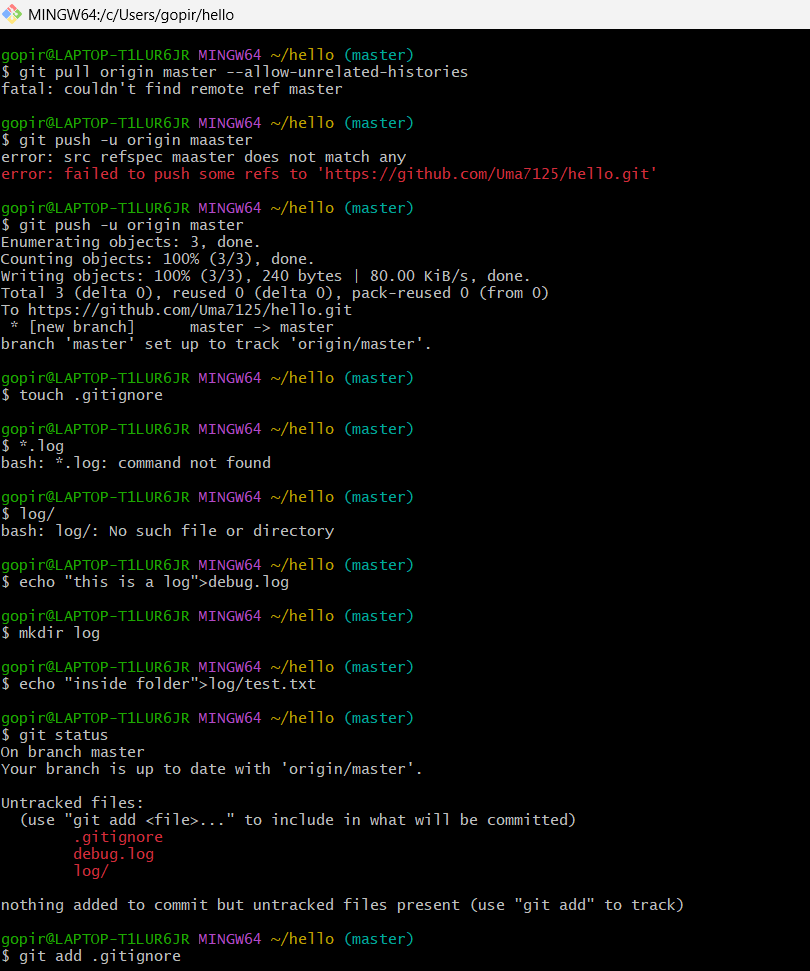 MINGW64:/c/Users/gopir/hello
gopir@LAPTOP-T1LUR6JR MINGW64 ~/hello (master)
$ git pull origin master --allow-unrelated-histories
fatal: couldn't find remote ref master
gopir@LAPTOP-T1LUR6JR MINGW64 ~/hello (master)
$ git push -u origin maaster
error: src refspec maaster does not match any
error: failed to push some refs to 'https://github.com/Uma7125/hello.git'
gopir@LAPTOP-T1LUR6JR MINGW64 ~/hello (master)
$ git push -u origin master
Enumerating objects: 3, done.
Counting objects: 100% (3/3), done.
Writing objects: 100% (3/3), 240 bytes | 80.00 KiB/s, done.
Total 3 (delta 0), reused 0 (delta 0), pack-reused 0 (from 0)
To https://github.com/Uma7125/hello.git
 * [new branch]      master -> master
branch 'master' set up to track 'origin/master'.
gopir@LAPTOP-T1LUR6JR MINGW64 ~/hello (master)
$ touch .gitignore
gopir@LAPTOP-T1LUR6JR MINGW64 ~/hello (master)
$ *.log
bash: *.log: command not found
gopir@LAPTOP-T1LUR6JR MINGW64 ~/hello (master)
$ log/
bash: log/: No such file or directory
gopir@LAPTOP-T1LUR6JR MINGW64 ~/hello (master)
$ echo "this is a log">debug.log
gopir@LAPTOP-T1LUR6JR MINGW64 ~/hello (master)
$ mkdir log
gopir@LAPTOP-T1LUR6JR MINGW64 ~/hello (master)
$ echo "inside folder">log/test.txt
gopir@LAPTOP-T1LUR6JR MINGW64 ~/hello (master)
$ git status
On branch master
Your branch is up to date with 'origin/master'.
Untracked files:
  (use "git add <file>..." to include in what will be committed)
        .gitignore
        debug.log
        log/
nothing added to commit but untracked files present (use "git add" to track)
gopir@LAPTOP-T1LUR6JR MINGW64 ~/hello (master)
$ git add .gitignore